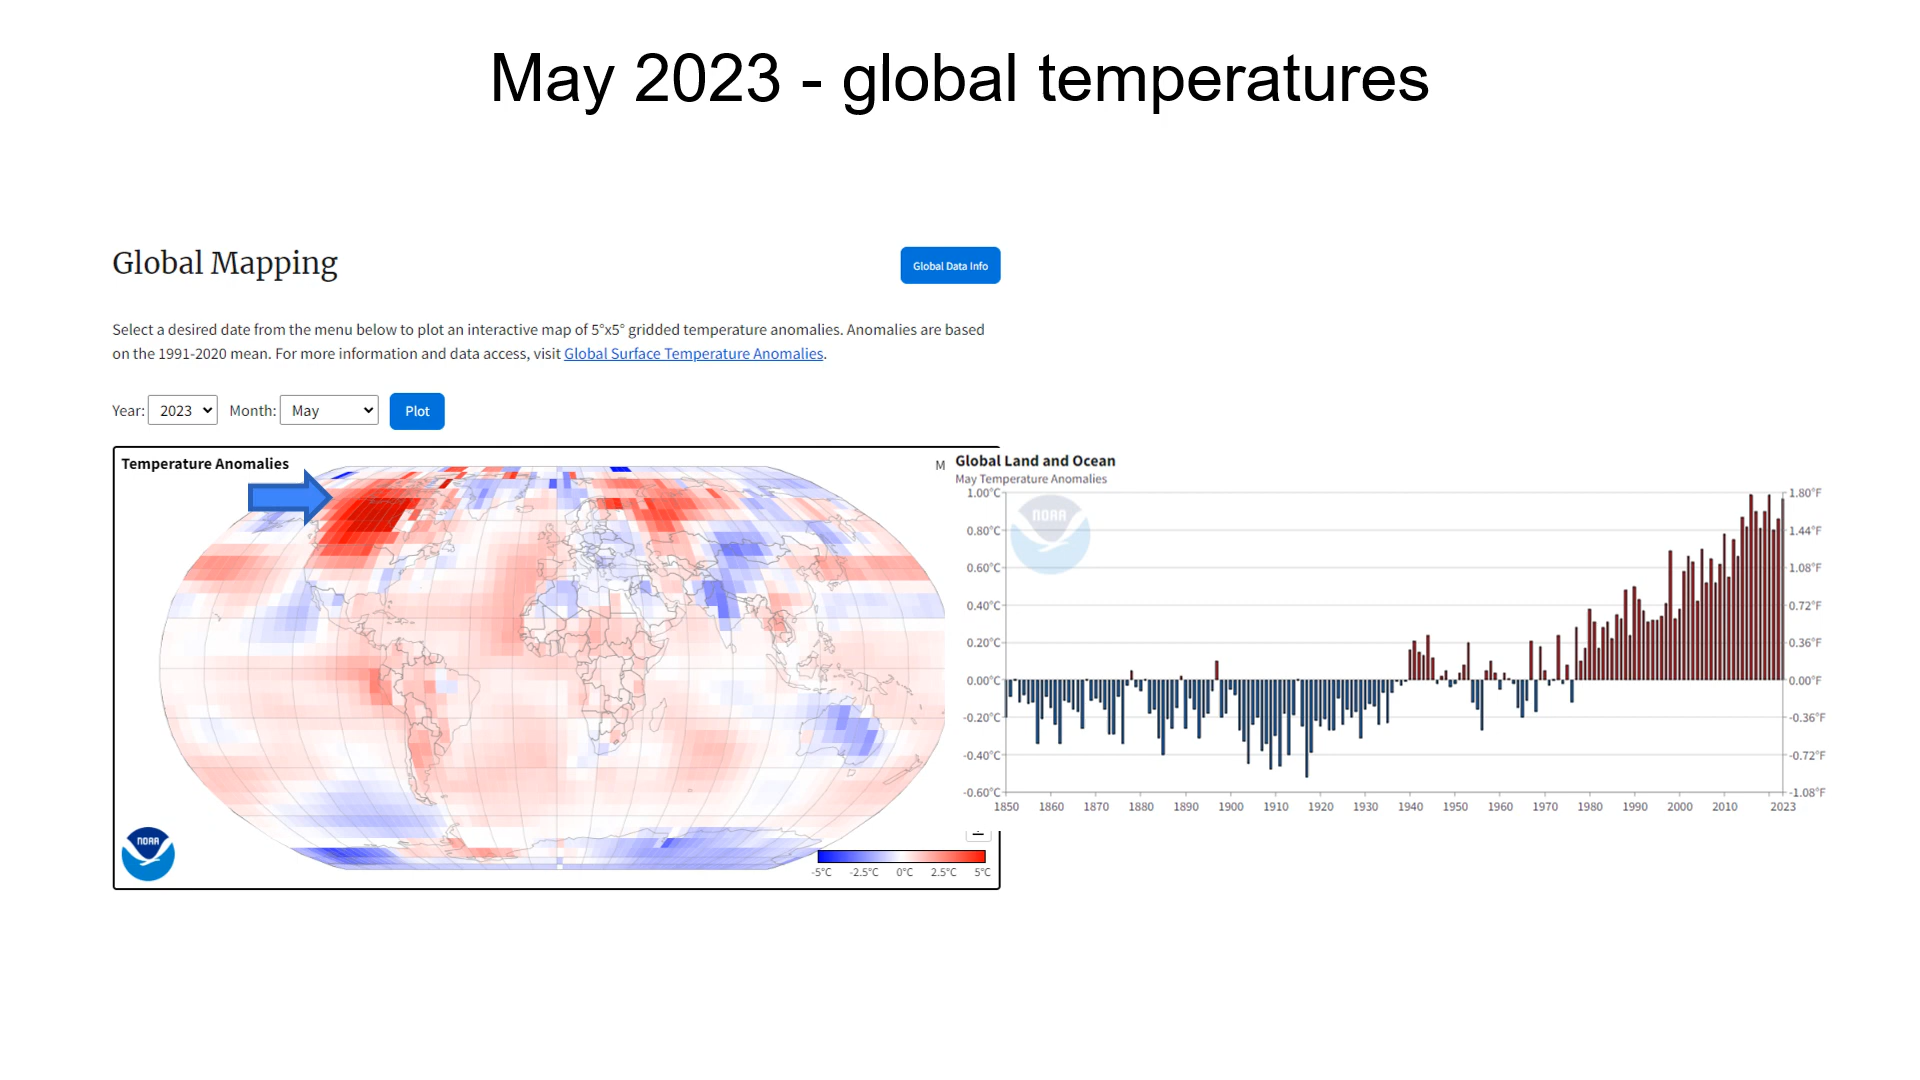 May 2023 - global temperatures
Global Mapping
Global Data Info
Select a desired date from the menu below to plot an interactive map of 5°x5° gridded temperature anomalies. Anomalies are based
on the 1991-2020 mean. For more information and data access, visit Global Surface Temperature Anomalies.
Year: 2023 Month: May Plot
Temperature Anomalies
M
NOAA
-5°C -2.5°C 0°C 2.5°C 5°C
Global Land and Ocean
May Temperature Anomalies
NOAA
1.00°C 1.80°F
0.80°C 1.44°F
0.60°C 1.08°F
0.40°C 0.72°F
0.20°C 0.36°F
0.00°C 0.00°F
-0.20°C -0.36°F
-0.40°C -0.72°F
-0.60°C -1.08°F
1850 1860 1870 1880 1890 1900 1910 1920 1930 1940 1950 1960 1970 1980 1990 2000 2010 2023